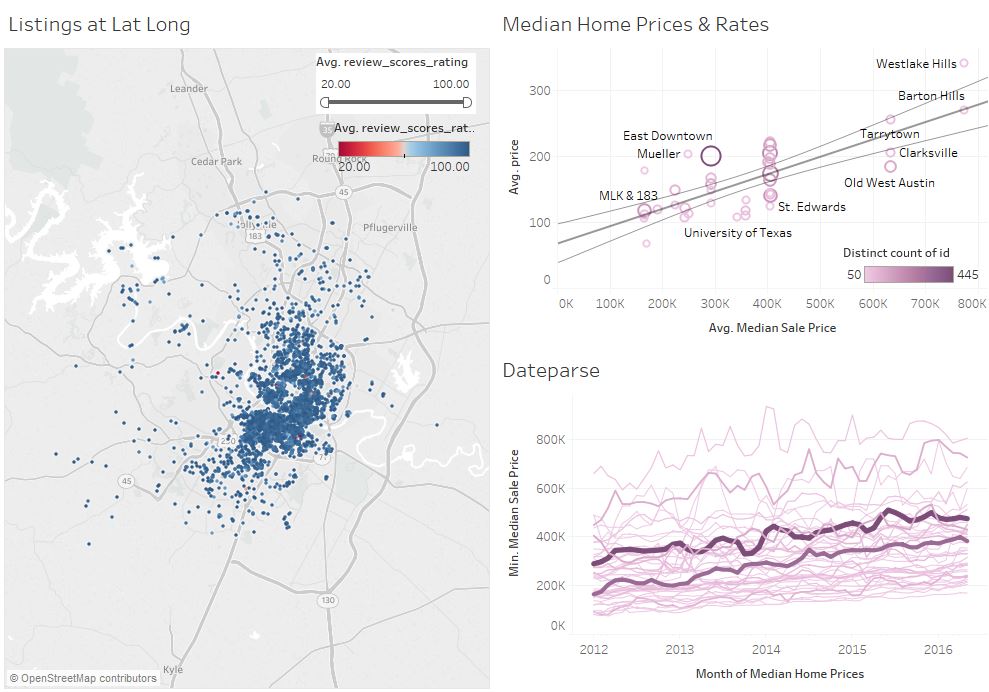 Listings at Lat Long
Avg. review_scores_rating
20.00 100.00
Avg. review_scores_rat..
20.00 100.00
Leander
Cedar Park
Round Rock
45
Pflugerville
183
290
71
45
130
Kyle
© OpenStreetMap contributors
Median Home Prices & Rates
Avg. price
300
200
100
0
Westlake Hills
Barton Hills
East Downtown
Tarrytown
Mueller
Clarksville
Old West Austin
MLK & 183
St. Edwards
University of Texas
Distinct count of id
50 445
0K 100K 200K 300K 400K 500K 600K 700K 800K
Avg. Median Sale Price
Dateparse
Min. Median Sale Price
800K
600K
400K
200K
0K
2012 2013 2014 2015 2016
Month of Median Home Prices